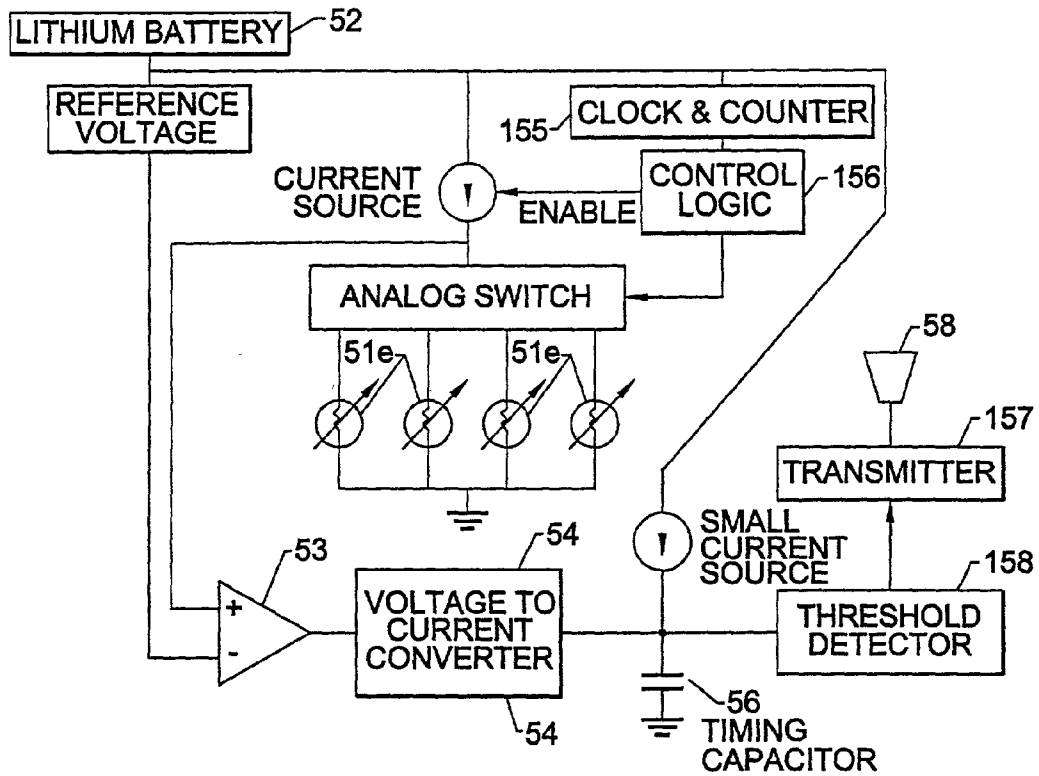 LITHIUM BATTERY
52
REFERENCE
VOLTAGE
155
CLOCK & COUNTER
CURRENT
SOURCE
ENABLE
CONTROL
LOGIC
156
ANALOG SWITCH
51e
51e
58
157
TRANSMITTER
SMALL
CURRENT
SOURCE
158
THRESHOLD
DETECTOR
53
+
-
54
VOLTAGE TO
CURRENT
CONVERTER
54
56
TIMING
CAPACITOR